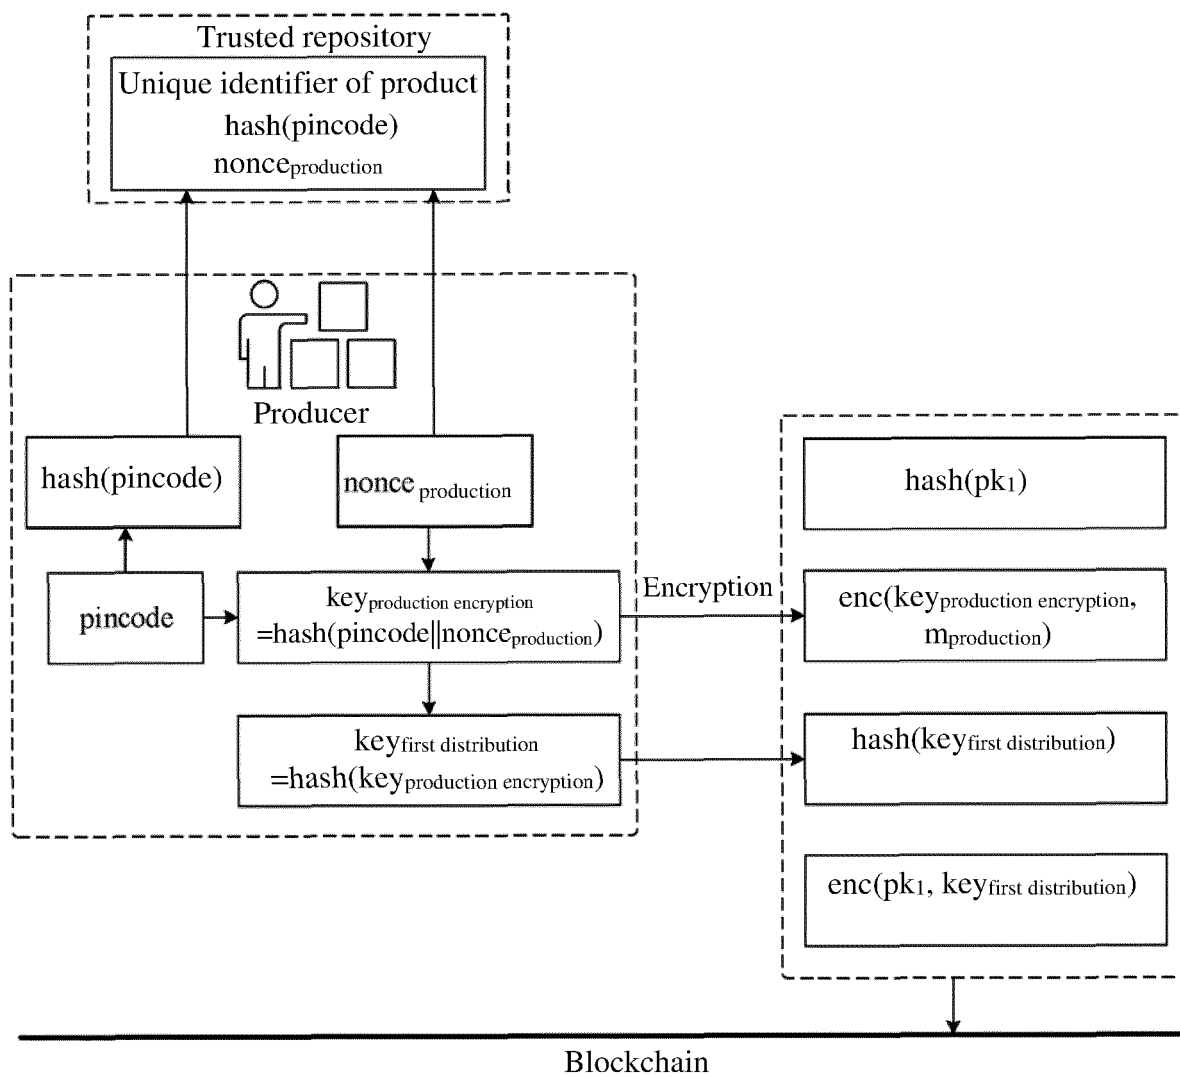 Trusted repository
Unique identifier of product
hash(pincode)
nonceproduction
Producer
hash(pincode)
nonce production
pincode
keyproduction encryption
=hash(pincode||nonceproduction)
keyfirst distribution
=hash(keyproduction encryption)
Encryption
hash(pk1)
enc(keyproduction encryption,
mproduction)
hash(keyfirst distribution)
enc(pk1, keyfirst distribution)
Blockchain